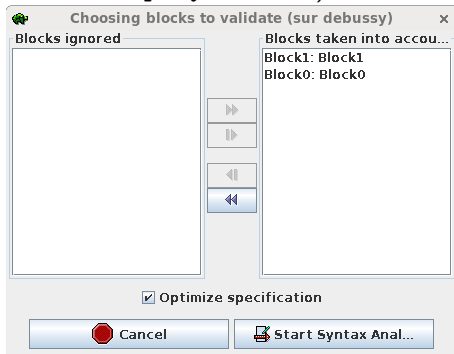 Choosing blocks to validate (sur debussy)
Blocks ignored
Blocks taken into accou...
Block1: Block1
Block0: Block0
Optimize specification
Cancel
Start Syntax Anal...